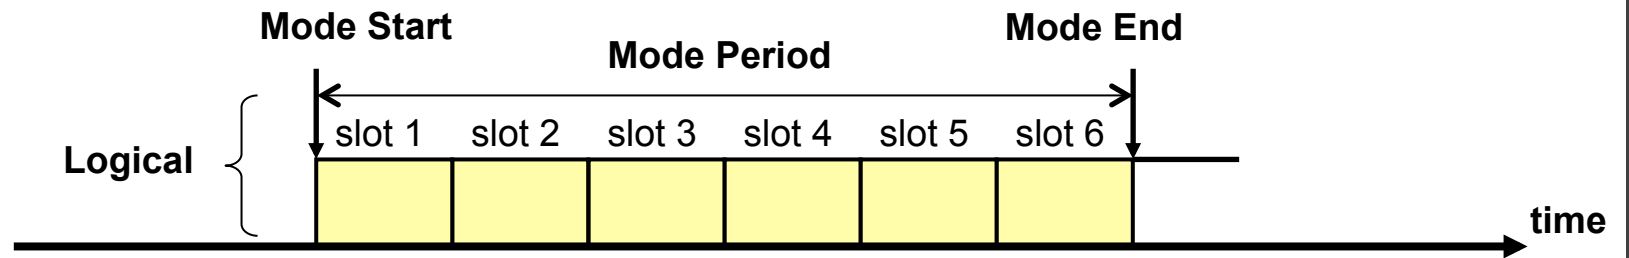 Mode Start
Mode End
Mode Period
slot 1 slot 2 slot 3 slot 4 slot 5 slot 6
Logical
time